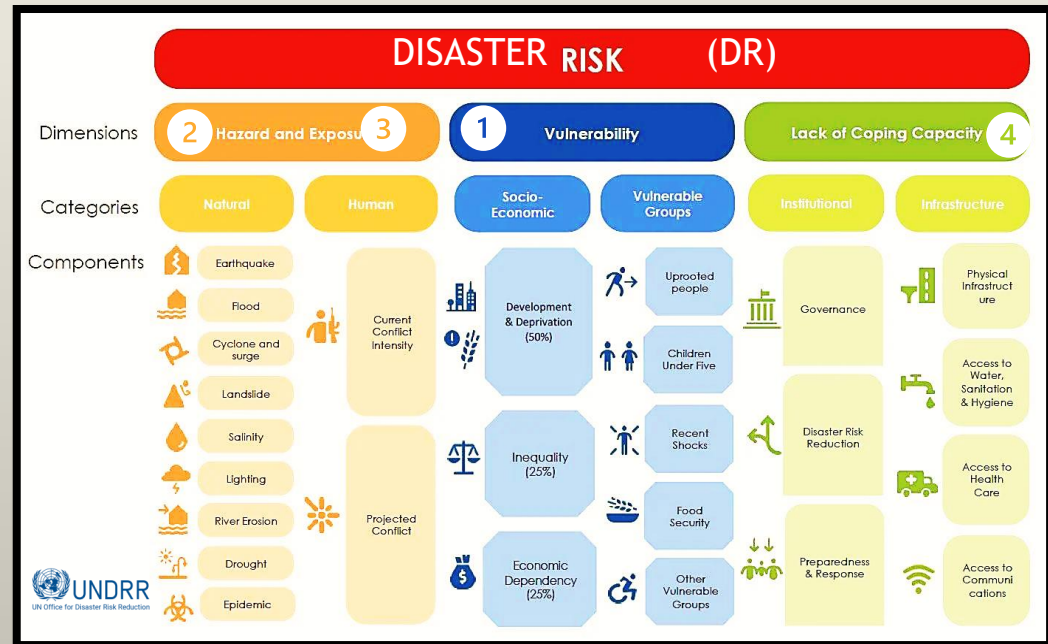 DISASTER RISK (DR)
Dimensions
2 Hazard and Exposu 3
1 Vulnerability
Lack of Coping Capacity 4
Categories
Natural
Human
Socio-
Economic
Vulnerable
Groups
Institutional
Infrastructure
Components
Earthquake
Flood
Cyclone and
surge
Landslide
Salinity
Lighting
River Erosion
Drought
Epidemic
Current
Conflict
Intensity
Projected
Conflict
Development
& Deprivation
(50%)
Inequality
(25%)
Economic
Dependency
(25%)
Uprooted
people
Children
Under Five
Recent
Shocks
Food
Security
Other
Vulnerable
Groups
Governance
Disaster Risk
Reduction
Preparedness
& Response
Physical
Infrastruct
ure
Access to
Water,
Sanitation
& Hygiene
Access to
Health
Care
Access to
Communi
cations
UNDRR
UN Office for Disaster Risk Reduction